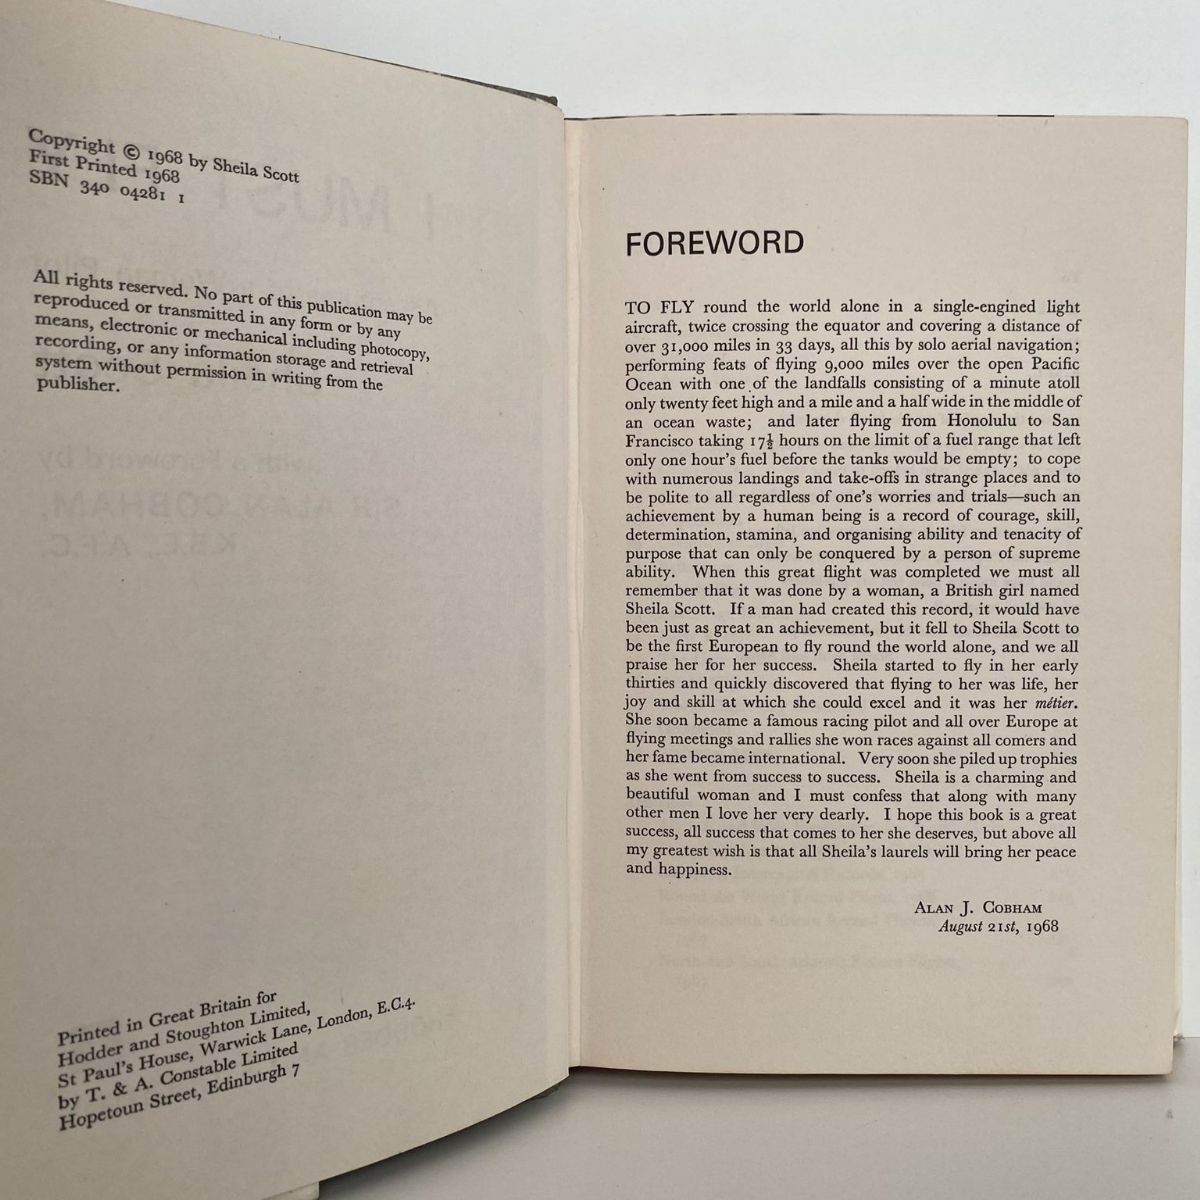 Copyright © 1968 by Sheila Scott
First Printed 1968
SBN 340 04281 1
All rights reserved. No part of this publication may be
reproduced or transmitted in any form or by any
means, electronic or mechanical including photocopy,
recording, or any information storage and retrieval
system without permission in writing from the
publisher.
Printed in Great Britain for
Hodder and Stoughton Limited,
St Paul's House, Warwick Lane, London, E.C.4.
by T. & A. Constable Limited
Hopetoun Street, Edinburgh 7
FOREWORD
TO FLY round the world alone in a single-engined light
aircraft, twice crossing the equator and covering a distance of
over 31,000 miles in 33 days, all this by solo aerial navigation;
performing feats of flying 9,000 miles over the open Pacific
Ocean with one of the landfalls consisting of a minute atoll
only twenty feet high and a mile and a half wide in the middle of
an ocean waste; and later flying from Honolulu to San
Francisco taking 17½ hours on the limit of a fuel range that left
only one hour's fuel before the tanks would be empty; to cope
with numerous landings and take-offs in strange places and to
be polite to all regardless of one's worries and trials—such an
achievement by a human being is a record of courage, skill,
determination, stamina, and organising ability and tenacity of
purpose that can only be conquered by a person of supreme
ability. When this great flight was completed we must all
remember that it was done by a woman, a British girl named
Sheila Scott. If a man had created this record, it would have
been just as great an achievement, but it fell to Sheila Scott to
be the first European to fly round the world alone, and we all
praise her for her success. Sheila started to fly in her early
thirties and quickly discovered that flying to her was life, her
joy and skill at which she could excel and it was her métier.
She soon became a famous racing pilot and all over Europe at
flying meetings and rallies she won races against all comers and
her fame became international. Very soon she piled up trophies
as she went from success to success. Sheila is a charming and
beautiful woman and I must confess that along with many
other men I love her very dearly. I hope this book is a great
success, all success that comes to her she deserves, but above all
my greatest wish is that all Sheila's laurels will bring her peace
and happiness.
ALAN J. COBHAM
August 21st, 1968